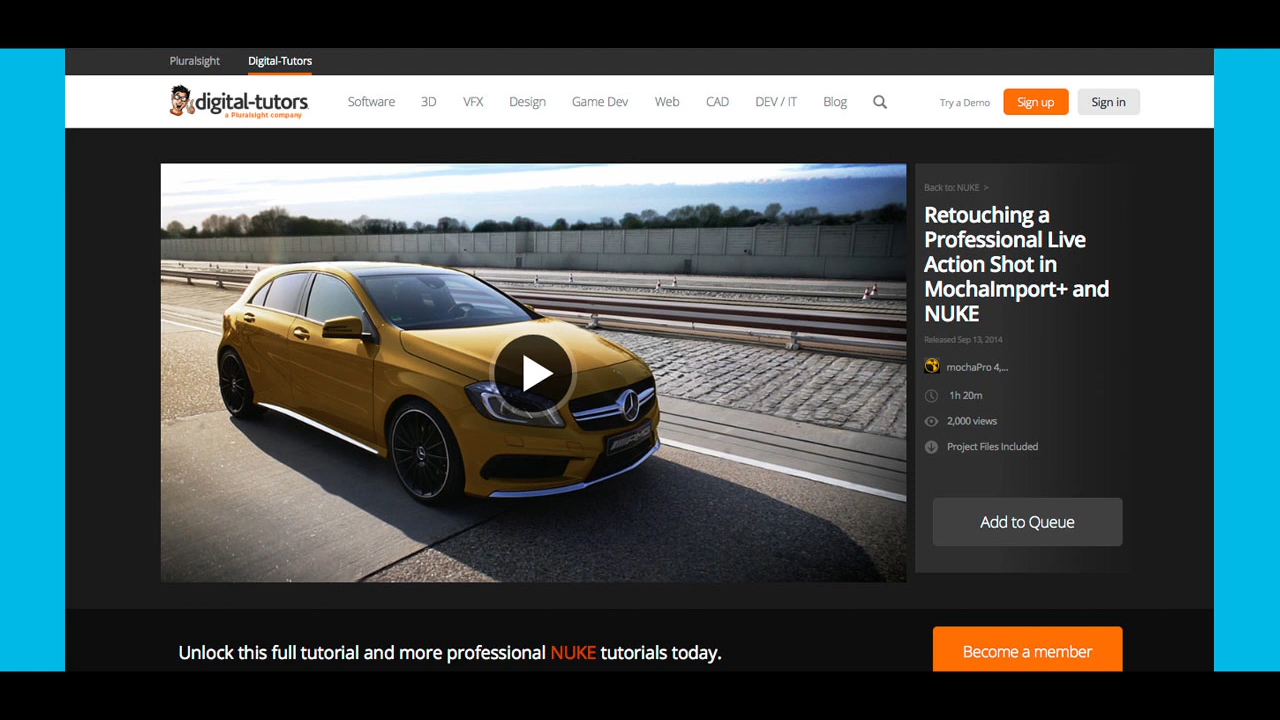 Pluralsight Digital-Tutors
digital-tutors
a Pluralsight company
Software 3D VFX Design Game Dev Web CAD DEV / IT Blog Try a Demo Sign up Sign in
Back to: NUKE >
Retouching a
Professional Live
Action Shot in
MochaImport+ and
NUKE
Released Sep 13, 2014
mochaPro 4,...
1h 20m
2,000 views
Project Files Included
Add to Queue
Unlock this full tutorial and more professional NUKE tutorials today.
Become a member